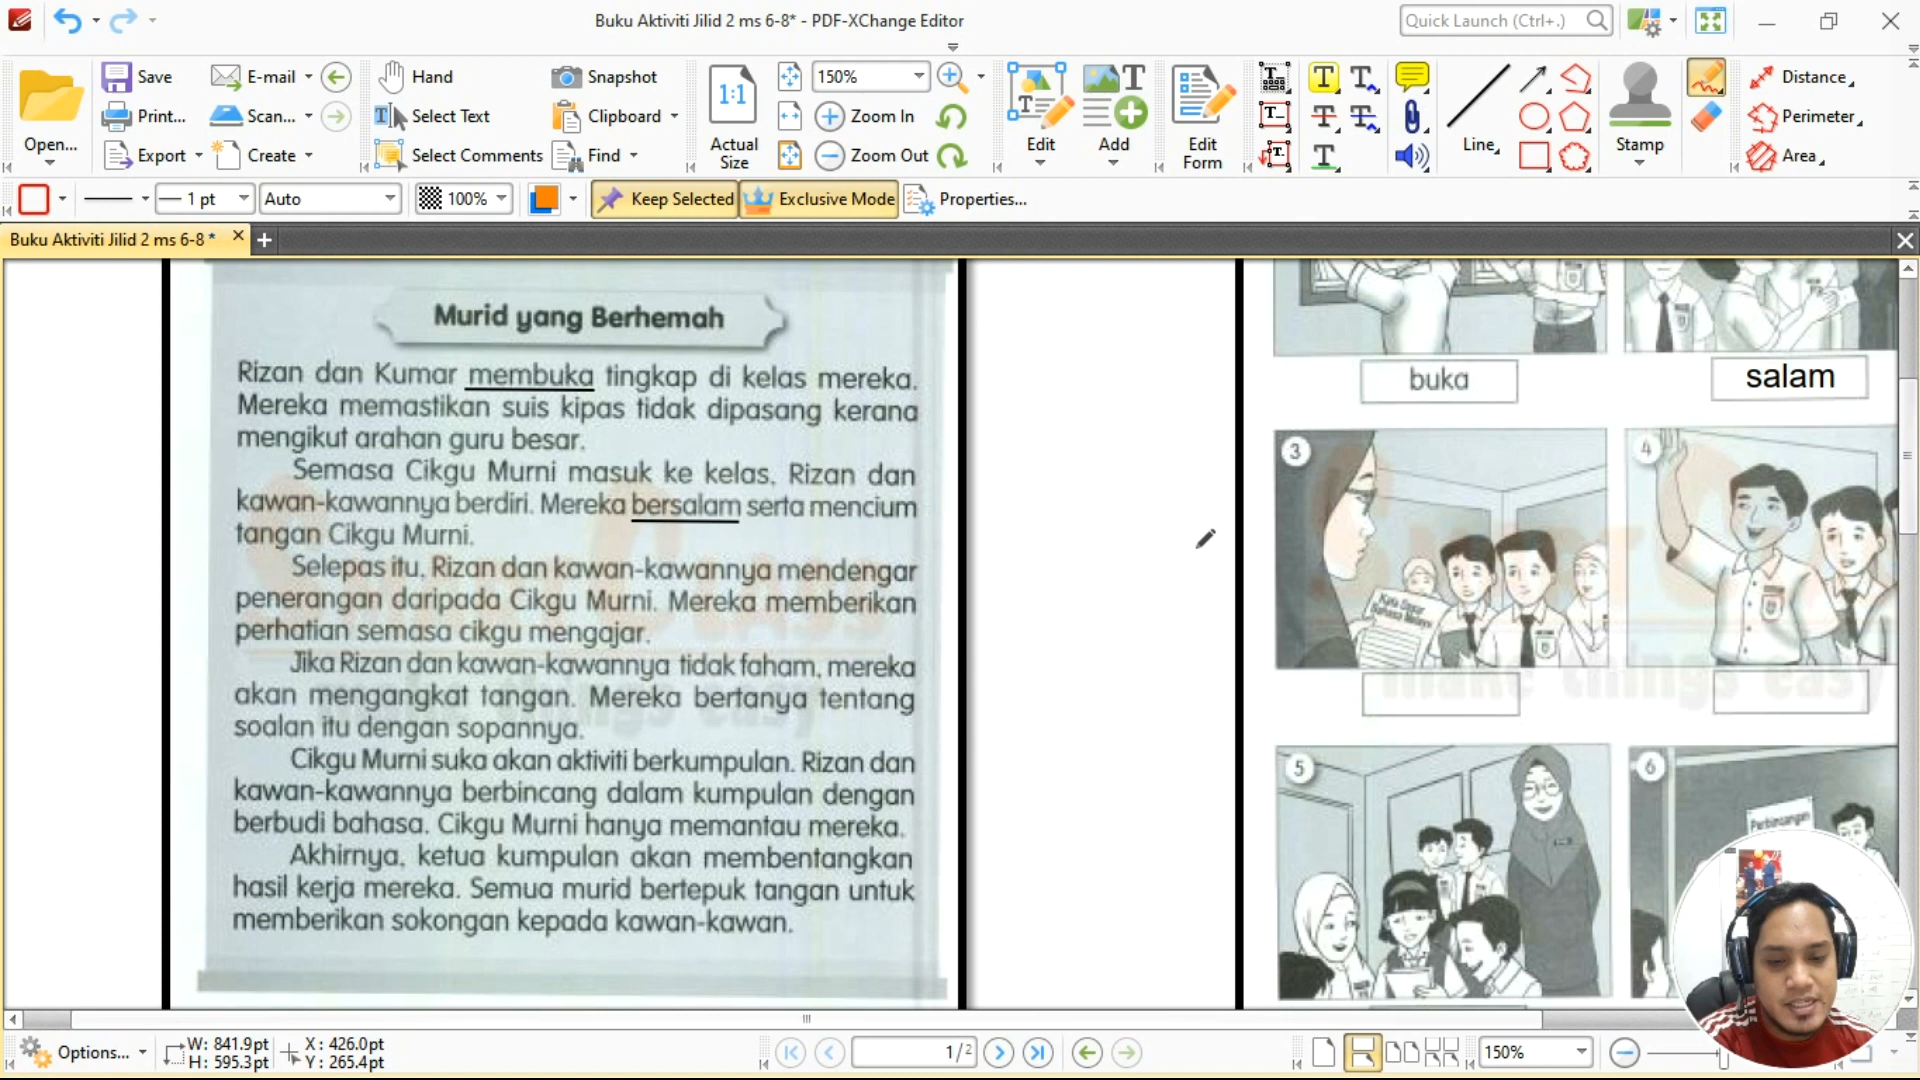 Buku Aktiviti Jilid 2 ms 6-8* - PDF-XChange Editor
Quick Launch (Ctrl+.)
Open...
Save
Print...
Export
E-mail
Scan...
Create
Hand
Select Text
Select Comments
Snapshot
Clipboard
Find
1:1
Actual Size
150%
Zoom In
Zoom Out
Edit
Add
Edit Form
Line
Stamp
Distance
Perimeter
Area
1 pt
Auto
100%
Keep Selected
Exclusive Mode
Properties...
Buku Aktiviti Jilid 2 ms 6-8 *
Murid yang Berhemah
Rizan dan Kumar membuka tingkap di kelas mereka.
Mereka memastikan suis kipas tidak dipasang kerana
mengikut arahan guru besar.
Semasa Cikgu Murni masuk ke kelas, Rizan dan
kawan-kawannya berdiri. Mereka bersalam serta mencium
tangan Cikgu Murni.
Selepas itu, Rizan dan kawan-kawannya mendengar
penerangan daripada Cikgu Murni. Mereka memberikan
perhatian semasa cikgu mengajar.
Jika Rizan dan kawan-kawannya tidak faham, mereka
akan mengangkat tangan. Mereka bertanya tentang
soalan itu dengan sopannya.
Cikgu Murni suka akan aktiviti berkumpulan. Rizan dan
kawan-kawannya berbincang dalam kumpulan dengan
berbudi bahasa. Cikgu Murni hanya memantau mereka.
Akhirnya, ketua kumpulan akan membentangkan
hasil kerja mereka. Semua murid bertepuk tangan untuk
memberikan sokongan kepada kawan-kawan.
buka
salam
3
4
Kata Dasar
Bahasa Melayu
make things easy
5
6
Perbincangan
Options...
W: 841.9pt
H: 595.3pt
X : 426.0pt
Y : 265.4pt
1/2
150%